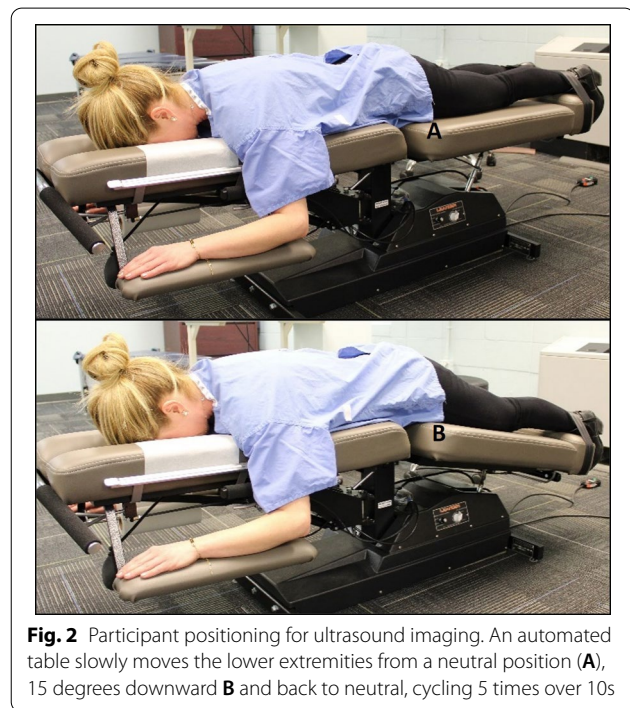 A
B
Fig. 2 Participant positioning for ultrasound imaging. An automated
table slowly moves the lower extremities from a neutral position (A),
15 degrees downward B and back to neutral, cycling 5 times over 10s